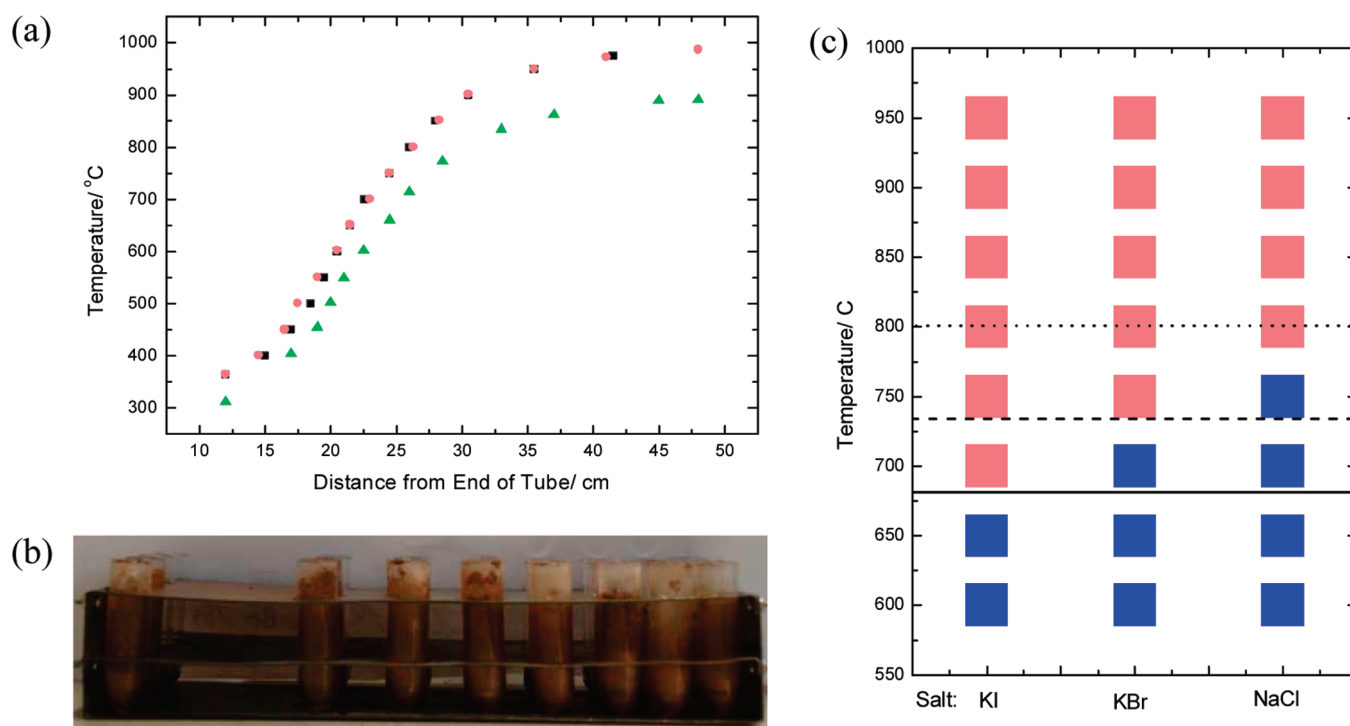 (a)
1000
900
800
700
600
500
400
300
Temperature/ °C
10 15 20 25 30 35 40 45 50
Distance from End of Tube/ cm
(b)
(c)
1000
950
900
850
800
750
700
650
600
550
Temperature/ C
Salt: KI KBr NaCl